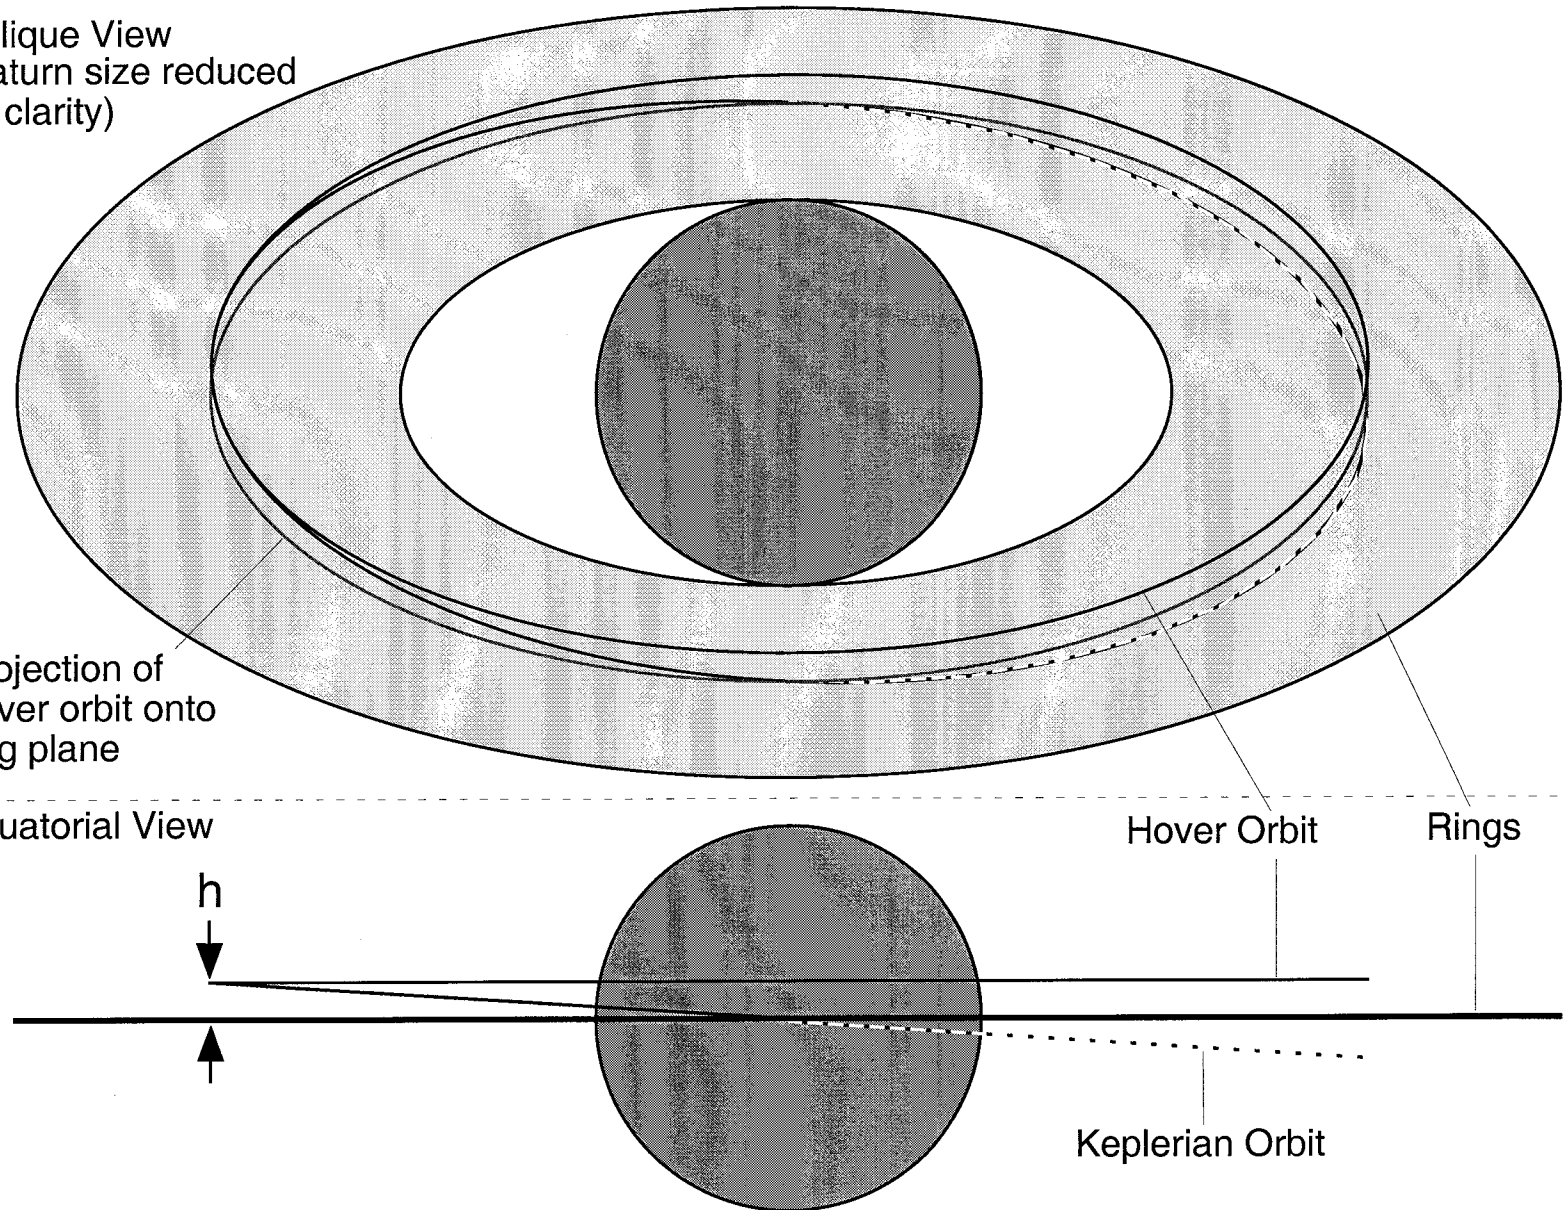 lique View
aturn size reduced
clarity)
ojection of
ver orbit onto
g plane
uatorial View
Hover Orbit
Rings
h
Keplerian Orbit